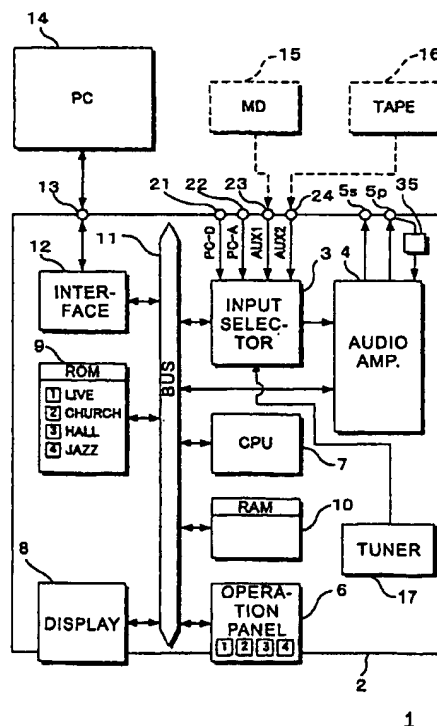 14
PC
15
MD
16
TAPE
13
21
22
23
24
5s
5p
35
11
PC-D
PC-A
AUX1
AUX2
3
4
12
INTER-
FACE
INPUT
SELEC-
TOR
AUDIO
AMP.
9
ROM
1 LIVE
2 CHURCH
3 HALL
4 JAZZ
BUS
CPU
7
RAM
10
TUNER
17
8
DISPLAY
OPERA-
TION
PANEL
1 2 3 4
6
2
1